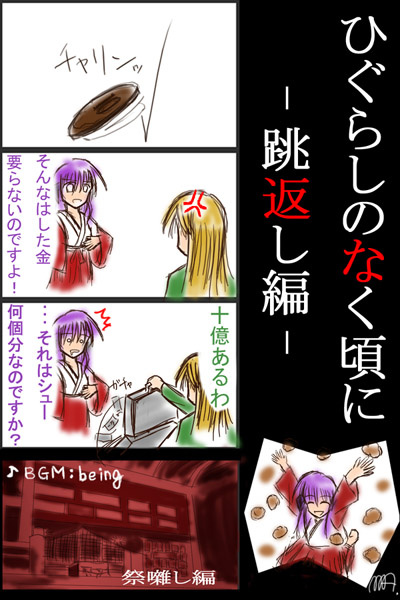 ひぐらしのなく頃に
－跳返し編－
チャリンッ
そんなはした金
要らないのですよ！
十億あるわ
ガチャ
・・・それはシュー
何個分なのですか？
♪BGM:being
祭囃し編